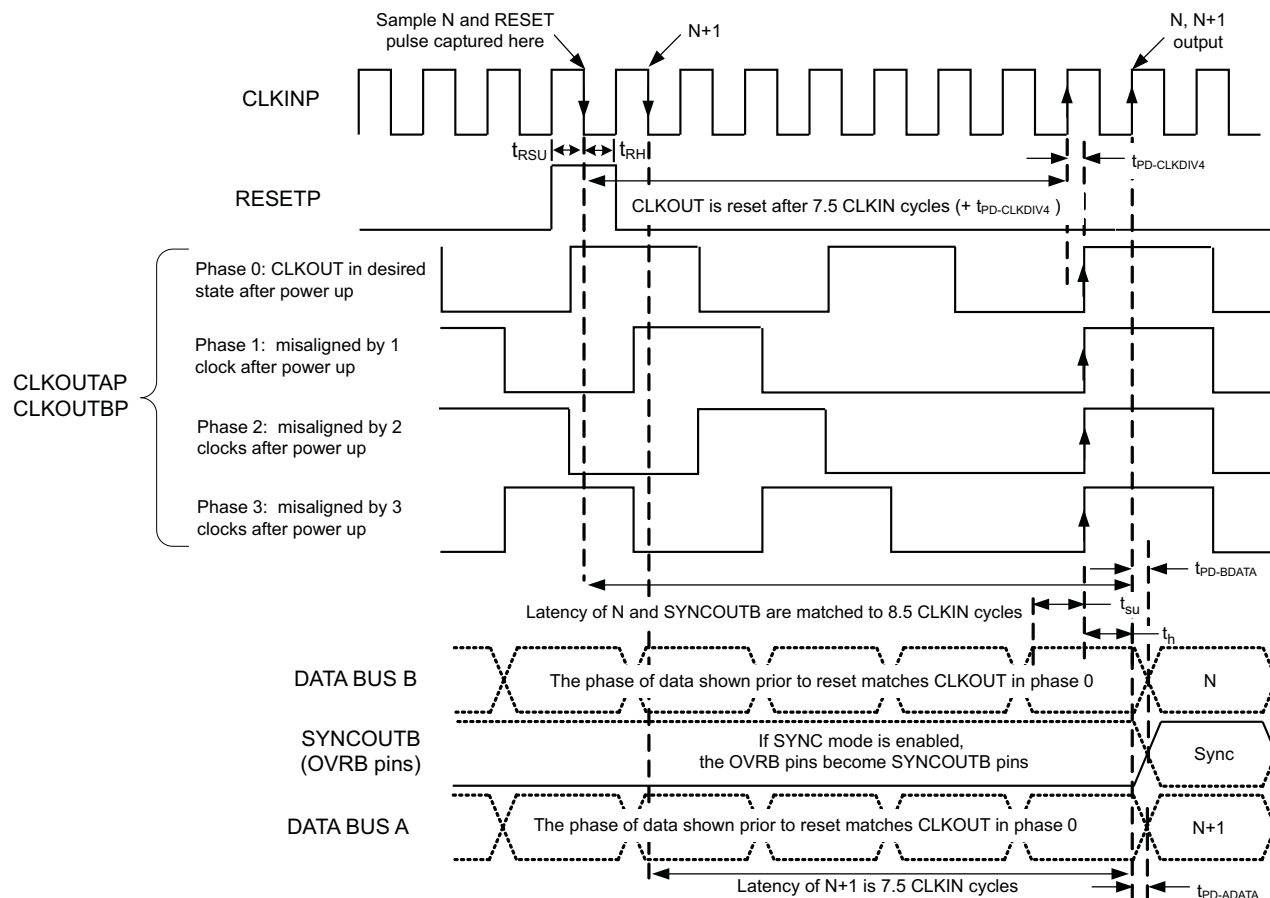 Sample N and RESET
pulse captured here
N+1
N, N+1
output
CLKINP
tRSU
tRH
tPD-CLKDIV4
RESETP
CLKOUT is reset after 7.5 CLKIN cycles (+ tPD-CLKDIV4 )
Phase 0: CLKOUT in desired
state after power up
Phase 1: misaligned by 1
clock after power up
CLKOUTAP
CLKOUTBP
Phase 2: misaligned by 2
clocks after power up
Phase 3: misaligned by 3
clocks after power up
tPD-BDATA
Latency of N and SYNCOUTB are matched to 8.5 CLKIN cycles
tsu
th
DATA BUS B
The phase of data shown prior to reset matches CLKOUT in phase 0
N
SYNCOUTB
(OVRB pins)
If SYNC mode is enabled,
the OVRB pins become SYNCOUTB pins
Sync
DATA BUS A
The phase of data shown prior to reset matches CLKOUT in phase 0
N+1
Latency of N+1 is 7.5 CLKIN cycles
tPD-ADATA